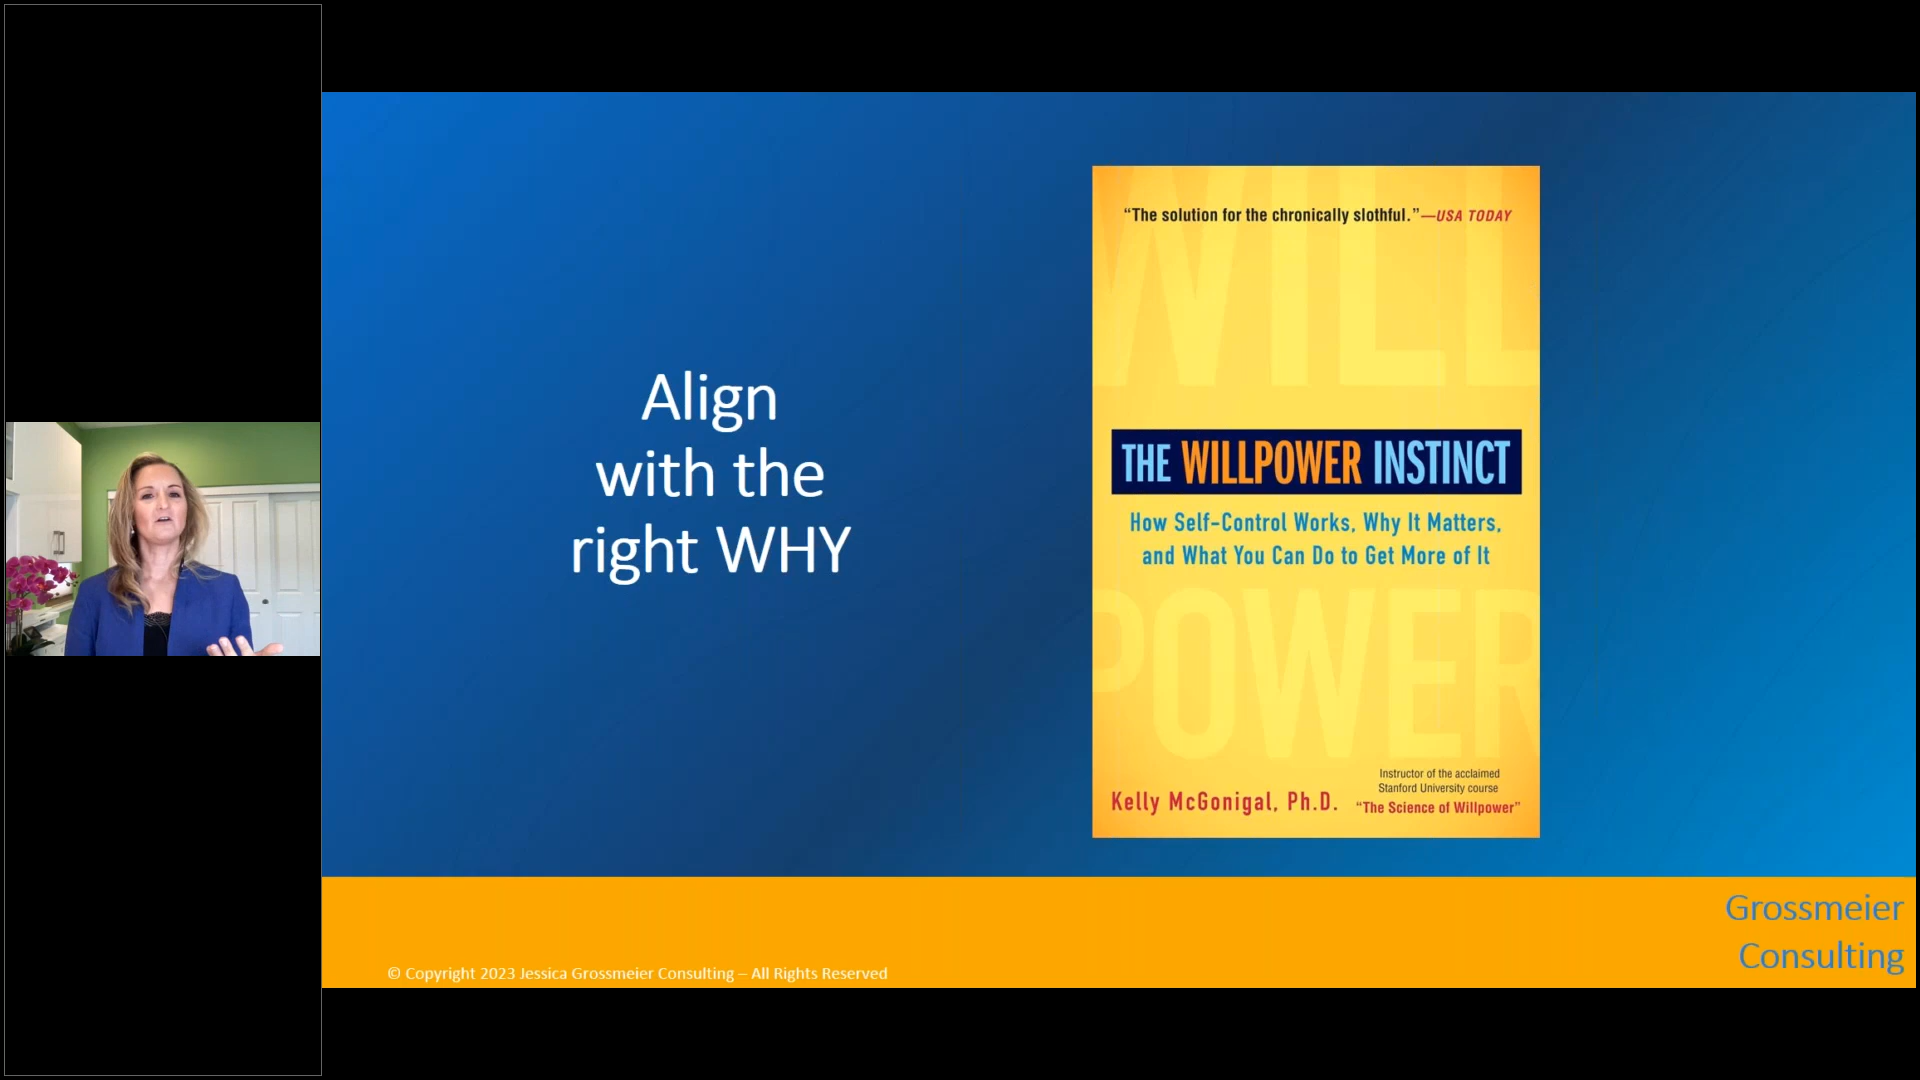 Align
with the
right WHY
WILL
“The solution for the chronically slothful.”—USA TODAY
THE WILLPOWER INSTINCT
How Self-Control Works, Why It Matters,
and What You Can Do to Get More of It
POWER
Instructor of the acclaimed
Stanford University course
“The Science of Willpower”
Kelly McGonigal, Ph.D.
Grossmeier
Consulting
© Copyright 2023 Jessica Grossmeier Consulting – All Rights Reserved